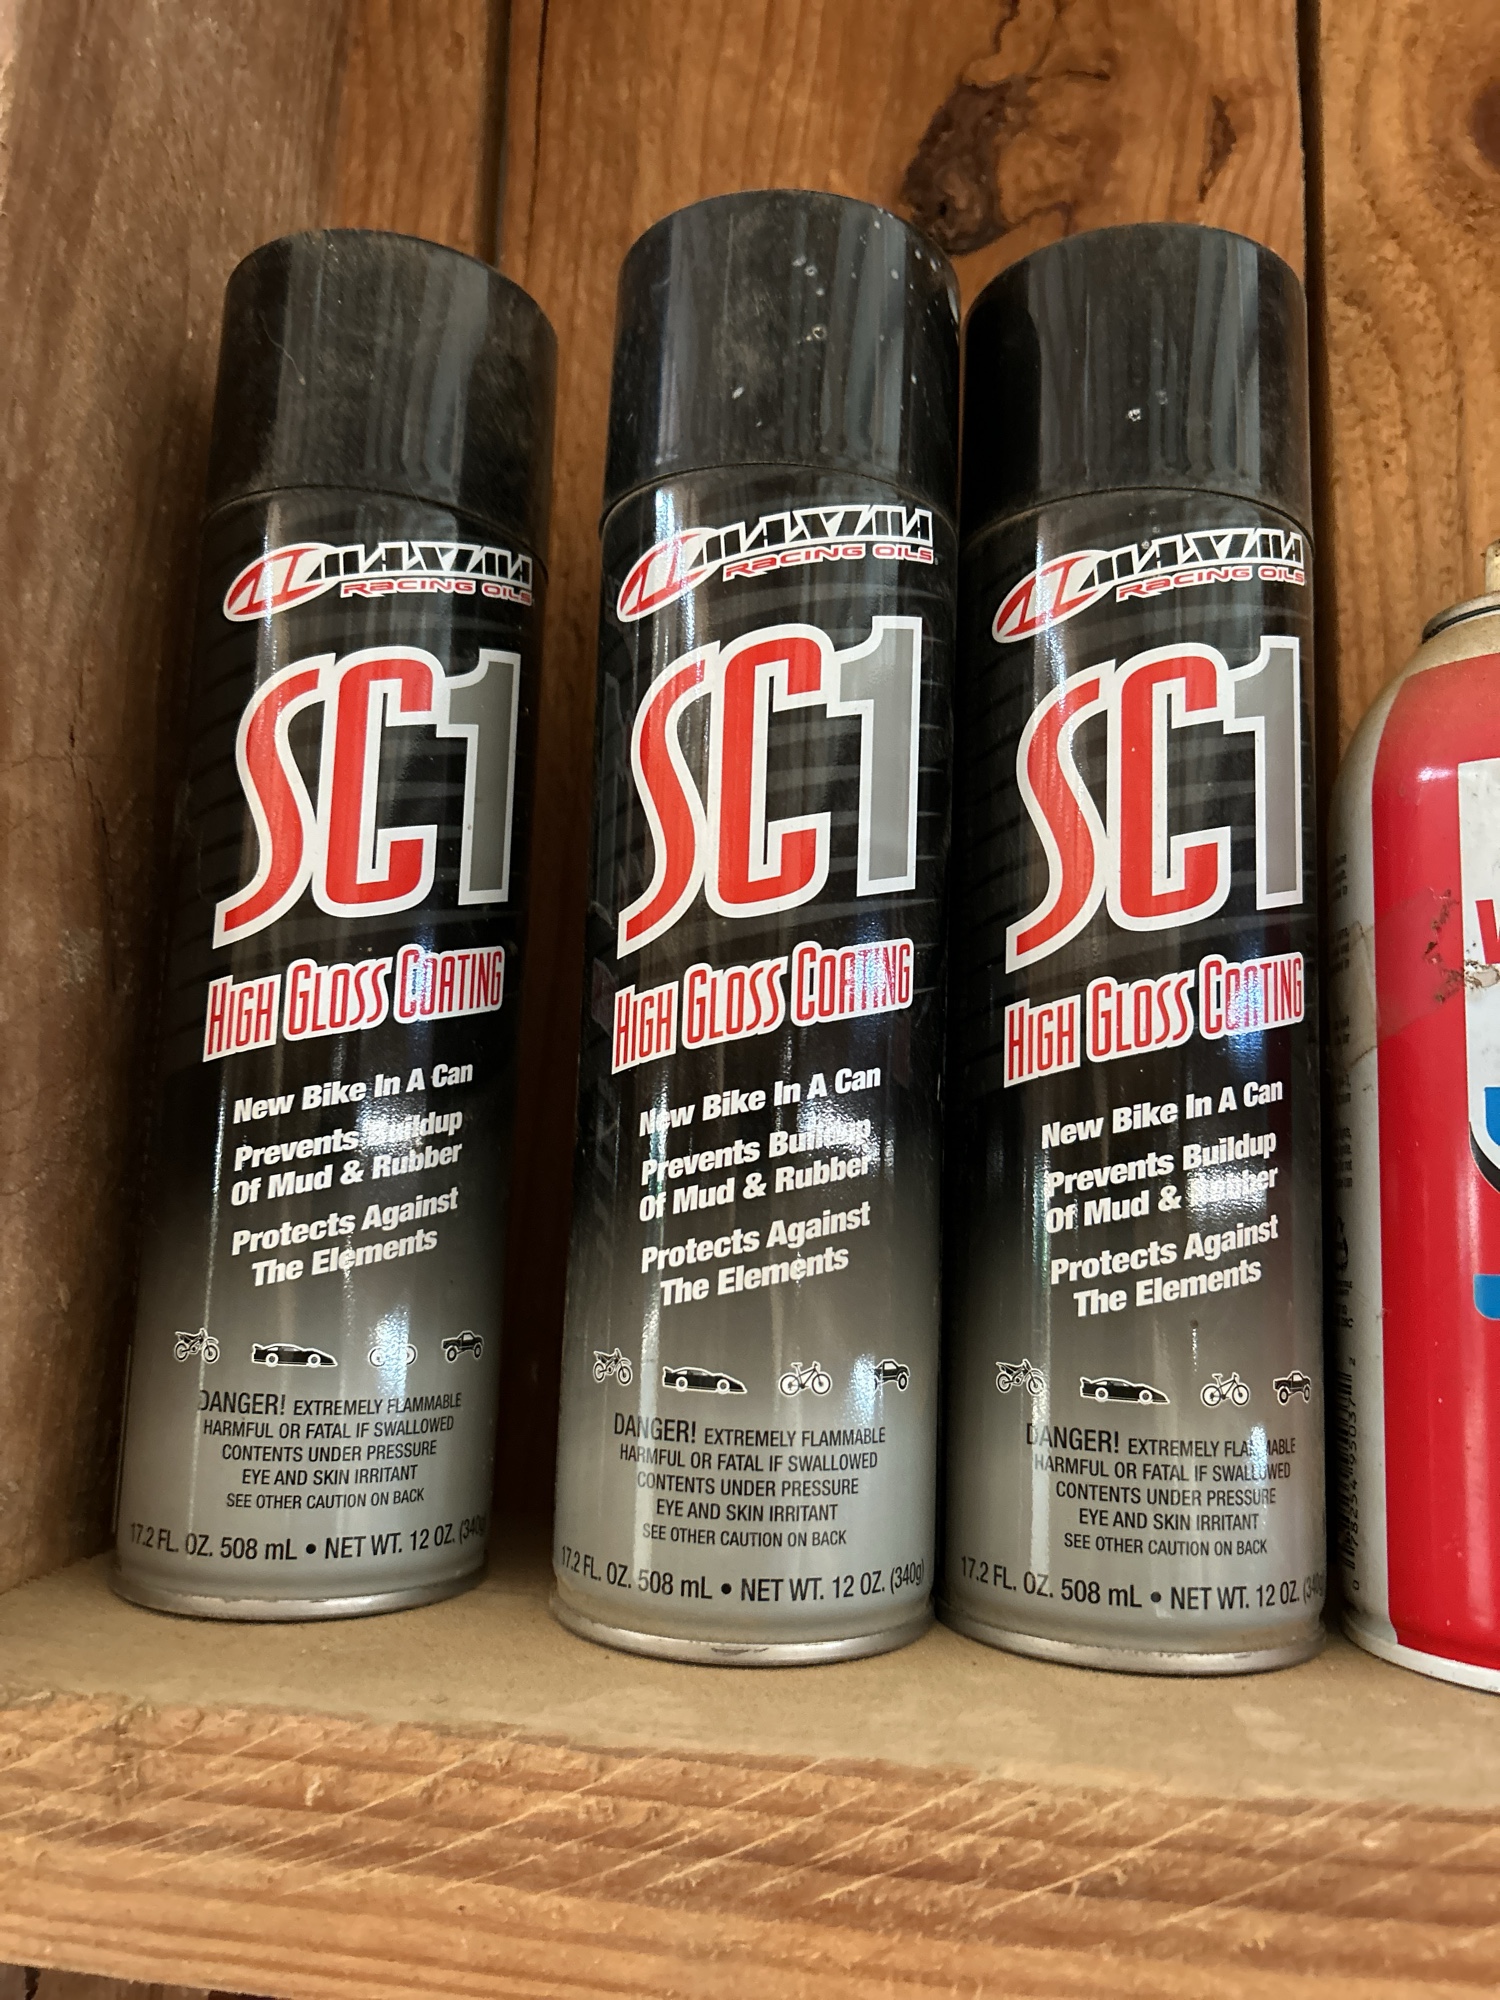 MAXIMA
RACING OILS
SC1
HIGH GLOSS COATING
New Bike In A Can
Prevents Buildup
Of Mud & Rubber
Protects Against
The Elements
DANGER! EXTREMELY FLAMMABLE
HARMFUL OR FATAL IF SWALLOWED
CONTENTS UNDER PRESSURE
EYE AND SKIN IRRITANT
SEE OTHER CAUTION ON BACK
17.2 FL. OZ. 508 mL • NET WT. 12 OZ. (340g)
MAXIMA
RACING OILS
SC1
HIGH GLOSS COATING
New Bike In A Can
Prevents Buildup
Of Mud & Rubber
Protects Against
The Elements
DANGER! EXTREMELY FLAMMABLE
HARMFUL OR FATAL IF SWALLOWED
CONTENTS UNDER PRESSURE
EYE AND SKIN IRRITANT
SEE OTHER CAUTION ON BACK
17.2 FL. OZ. 508 mL • NET WT. 12 OZ. (340g)
MAXIMA
RACING OILS
SC1
HIGH GLOSS COATING
New Bike In A Can
Prevents Buildup
Of Mud & Rubber
Protects Against
The Elements
DANGER! EXTREMELY FLAMMABLE
HARMFUL OR FATAL IF SWALLOWED
CONTENTS UNDER PRESSURE
EYE AND SKIN IRRITANT
SEE OTHER CAUTION ON BACK
17.2 FL. OZ. 508 mL • NET WT. 12 OZ. (340g)